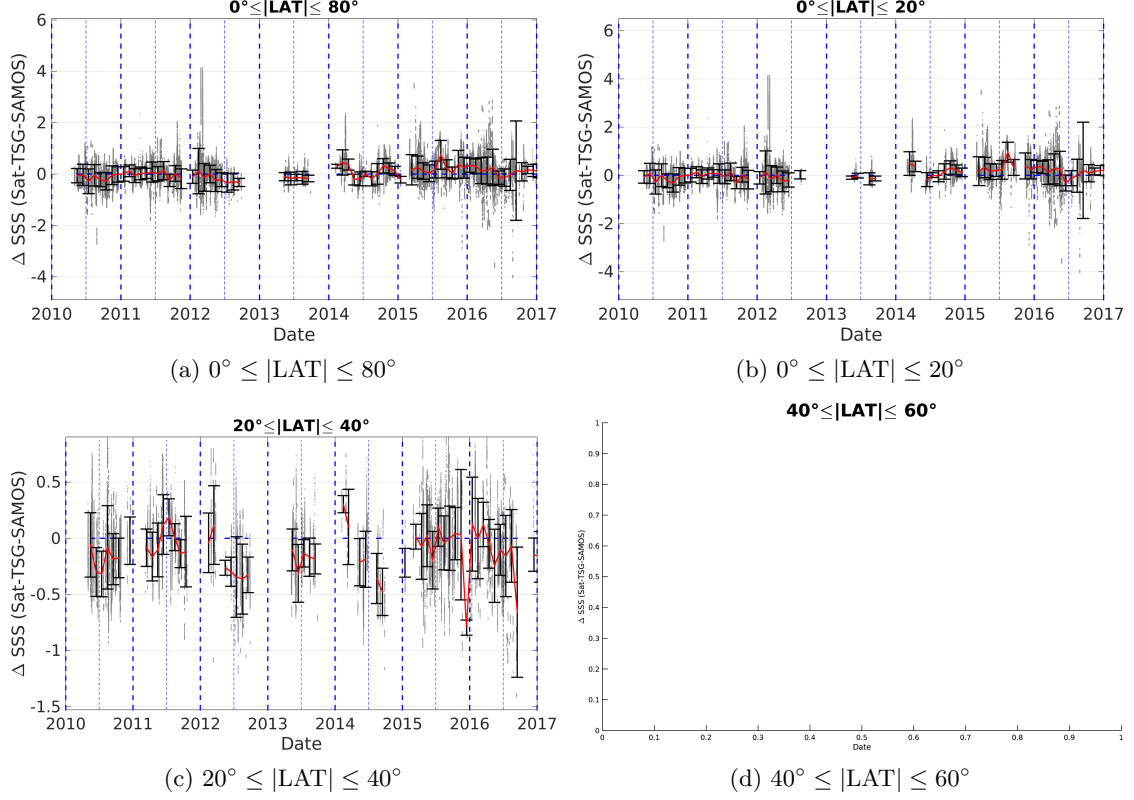 0°≤|LAT|≤ 80°
Δ SSS (Sat-TSG-SAMOS)
6
4
2
0
-2
-4
2010 2011 2012 2013 2014 2015 2016 2017
Date
(a) 0° ≤ |LAT| ≤ 80°
0°≤|LAT|≤ 20°
Δ SSS (Sat-TSG-SAMOS)
6
4
2
0
-2
-4
2010 2011 2012 2013 2014 2015 2016 2017
Date
(b) 0° ≤ |LAT| ≤ 20°
20°≤|LAT|≤ 40°
Δ SSS (Sat-TSG-SAMOS)
0.5
0
-0.5
-1
-1.5
2010 2011 2012 2013 2014 2015 2016 2017
Date
(c) 20° ≤ |LAT| ≤ 40°
40°≤|LAT|≤ 60°
Δ SSS (Sat-TSG-SAMOS)
1
0.9
0.8
0.7
0.6
0.5
0.4
0.3
0.2
0.1
0
0 0.1 0.2 0.3 0.4 0.5 0.6 0.7 0.8 0.9 1
Date
(d) 40° ≤ |LAT| ≤ 60°